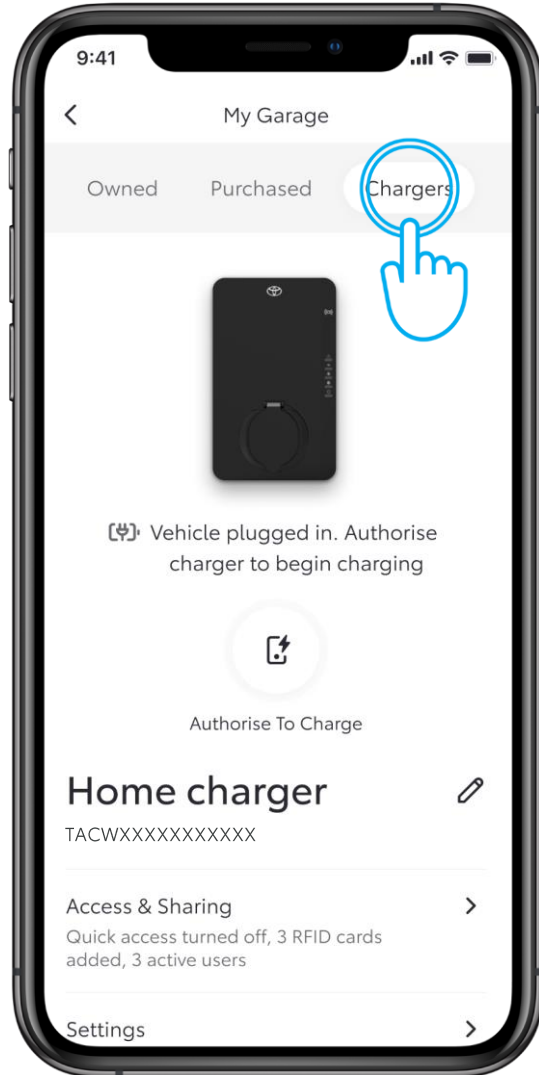 9:41
My Garage
Owned Purchased Chargers
Vehicle plugged in. Authorise
charger to begin charging
Authorise To Charge
Home charger
TACWXXXXXXXXXXX
Access & Sharing
Quick access turned off, 3 RFID cards
added, 3 active users
Settings